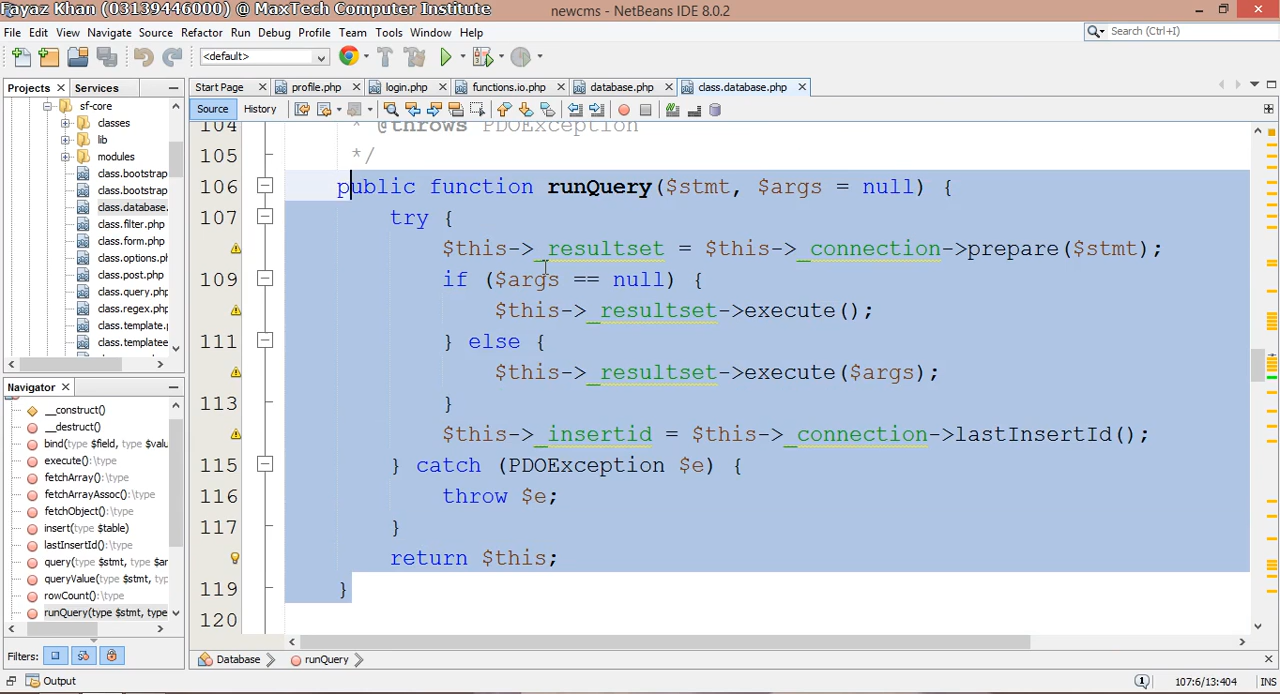 Fayaz Khan (03139446000) @ MaxTech Computer Institute
newcms - NetBeans IDE 8.0.2
File Edit View Navigate Source Refactor Run Debug Profile Team Tools Window Help
Search (Ctrl+I)
<default>
Projects Services
Start Page profile.php login.php functions.io.php database.php class.database.php
Source History
sf-core
classes
lib
modules
class.bootstrap
class.bootstrap
class.database.
class.filter.php
class.form.php
class.options.ph
class.post.php
class.query.php
class.regex.php
class.template.p
class.templatee
104 * @throws PDOException
105 */
106 public function runQuery($stmt, $args = null) {
107 try {
$this->_resultset = $this->_connection->prepare($stmt);
109 if ($args == null) {
$this->_resultset->execute();
111 } else {
$this->_resultset->execute($args);
113 }
$this->_insertid = $this->_connection->lastInsertId();
115 } catch (PDOException $e) {
116 throw $e;
117 }
return $this;
119 }
120
Navigator
__construct()
__destruct()
bind(type $field, type $valu
execute():\type
fetchArray():\type
fetchArrayAssoc():\type
fetchObject():\type
insert(type $table)
lastInsertId():\type
query(type $stmt, type $ar
queryValue(type $stmt, typ
rowCount():\type
runQuery(type $stmt, type
Filters:
Database runQuery
Output
1
107:6/13:404 INS